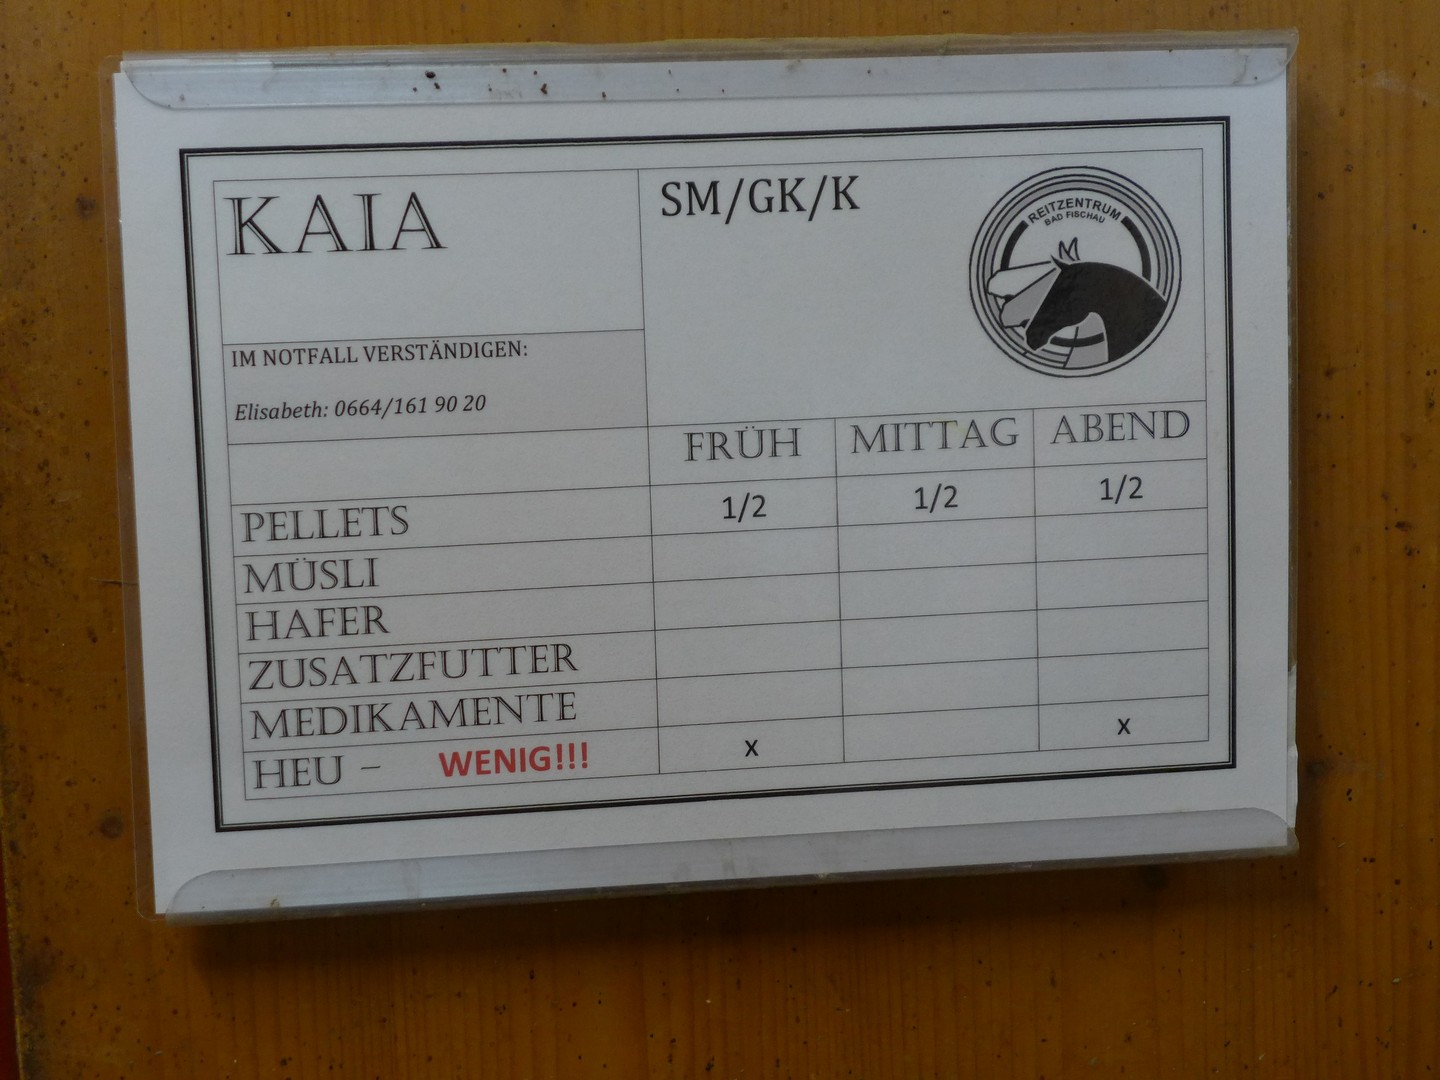 KAIA
SM/GK/K
REITZENTRUM
BAD FISCHAU
IM NOTFALL VERSTÄNDIGEN:
Elisabeth: 0664/161 90 20
FRÜH MITTAG ABEND
PELLETS 1/2 1/2 1/2
MÜSLI
HAFER
ZUSATZFUTTER
MEDIKAMENTE
HEU – WENIG!!! x x